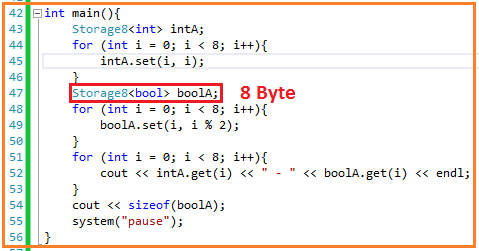 42 int main(){
43 Storage8<int> intA;
44 for (int i = 0; i < 8; i++){
45 intA.set(i, i);
46 }
47 Storage8<bool> boolA; 8 Byte
48 for (int i = 0; i < 8; i++){
49 boolA.set(i, i % 2);
50 }
51 for (int i = 0; i < 8; i++){
52 cout << intA.get(i) << " - " << boolA.get(i) << endl;
53 }
54 cout << sizeof(boolA);
55 system("pause");
56 }